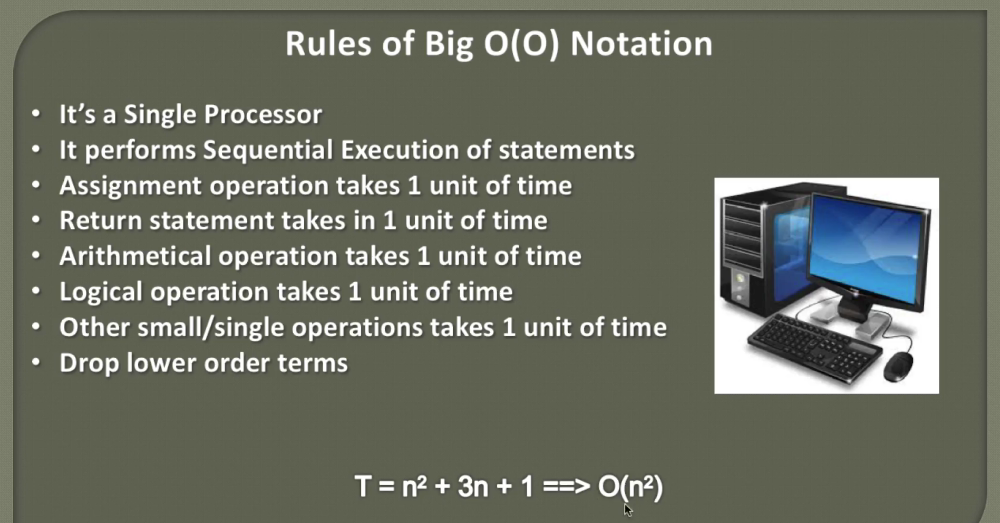 Rules of Big O(O) Notation
• It's a Single Processor
• It performs Sequential Execution of statements
• Assignment operation takes 1 unit of time
• Return statement takes in 1 unit of time
• Arithmetical operation takes 1 unit of time
• Logical operation takes 1 unit of time
• Other small/single operations takes 1 unit of time
• Drop lower order terms
T = n² + 3n + 1 ==> O(n²)